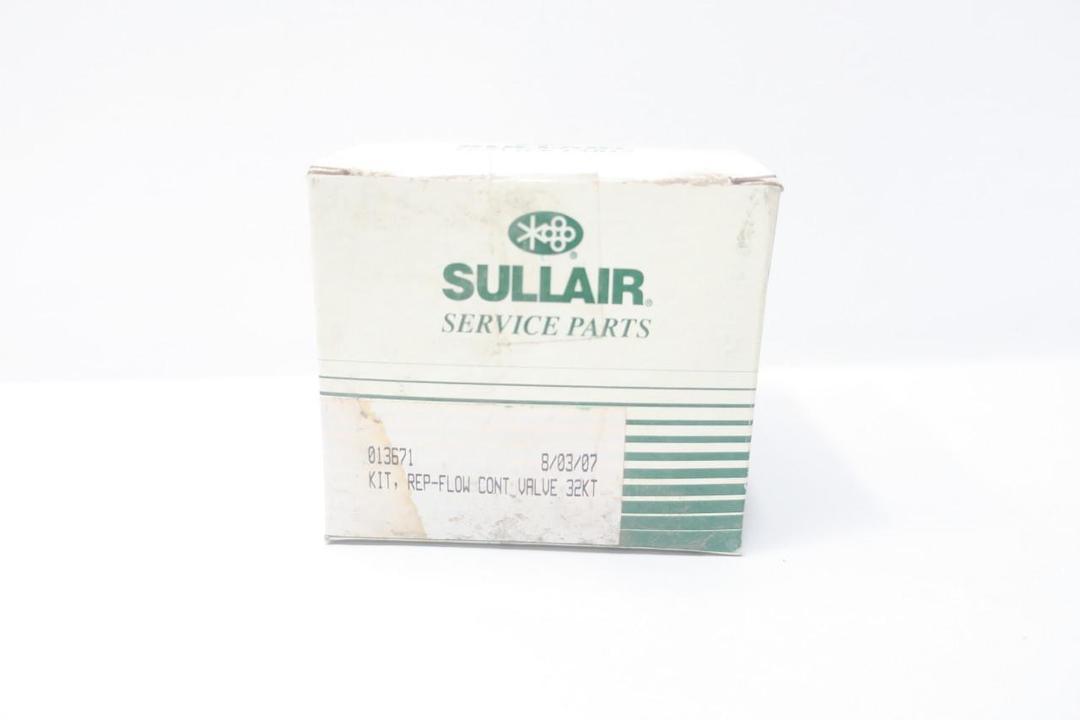 SULLAIR®
SERVICE PARTS
013671 8/03/07
KIT, REP-FLOW CONT VALVE 32KT